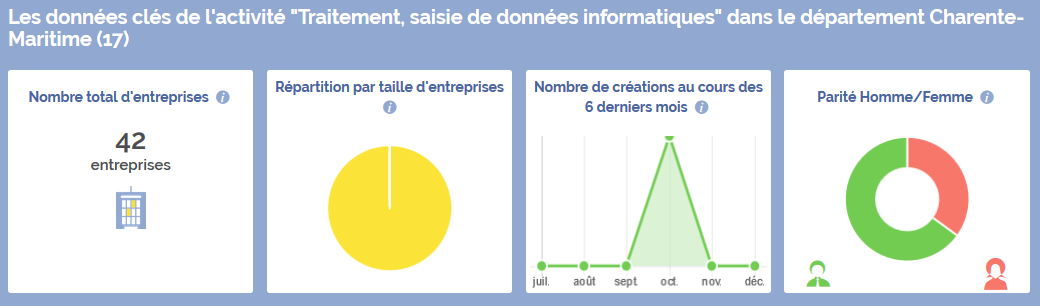 Les données clés de l'activité "Traitement, saisie de données informatiques" dans le département Charente-
Maritime (17)
Nombre total d'entreprises i
42
entreprises
Répartition par taille d'entreprises
i
Nombre de créations au cours des
6 derniers mois i
juil. août sept. oct. nov. déc.
Parité Homme/Femme i